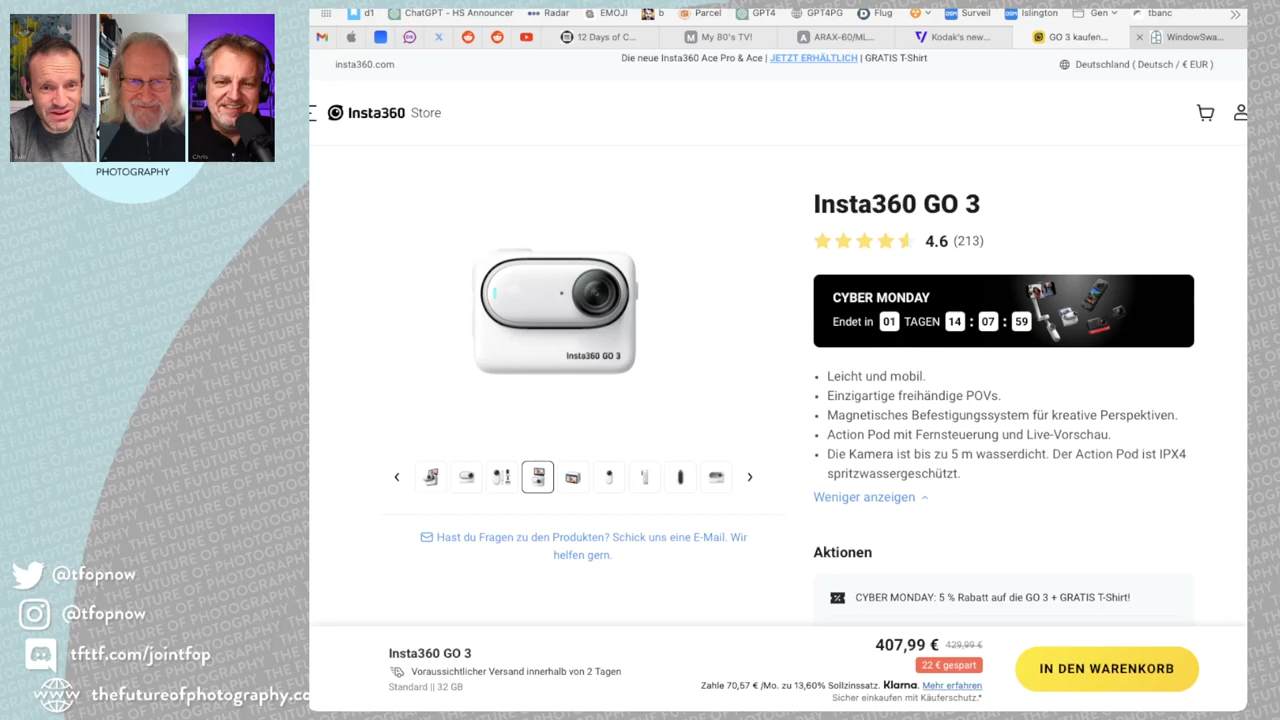 d1
ChatGPT - HS Announcer
Radar
EMOJI
b
Parcel
GPT4
GPT4PG
Flug
Surveil
Islington
Gen
tbanc
12 Days of C...
My 80's TV!
ARAX-60/ML...
Kodak's new...
GO 3 kaufen...
WindowSwa...
insta360.com
Die neue Insta360 Ace Pro & Ace | JETZT ERHÄLTLICH | GRATIS T-Shirt
Deutschland ( Deutsch / € EUR )
Insta360 Store
Chris
PHOTOGRAPHY
Insta360 GO 3
4.6 (213)
CYBER MONDAY
Endet in 01 TAGEN 14 : 07 : 59
Insta360 GO 3
• Leicht und mobil.
• Einzigartige freihändige POVs.
• Magnetisches Befestigungssystem für kreative Perspektiven.
• Action Pod mit Fernsteuerung und Live-Vorschau.
• Die Kamera ist bis zu 5 m wasserdicht. Der Action Pod ist IPX4
spritzwassergeschützt.
Weniger anzeigen
Hast du Fragen zu den Produkten? Schick uns eine E-Mail. Wir
helfen gern.
Aktionen
CYBER MONDAY: 5 % Rabatt auf die GO 3 + GRATIS T-Shirt!
Insta360 GO 3
Voraussichtlicher Versand innerhalb von 2 Tagen
Standard || 32 GB
407,99 € 429,99 €
22 € gespart
Zahle 70,57 € /Mo. zu 13,60% Sollzinssatz. Klarna. Mehr erfahren
Sicher einkaufen mit Käuferschutz.*
IN DEN WARENKORB
@tfopnow
@tfopnow
tfttf.com/jointfop
thefutureofphotography.co
THE FUTURE OF PHOTOGRAPHY